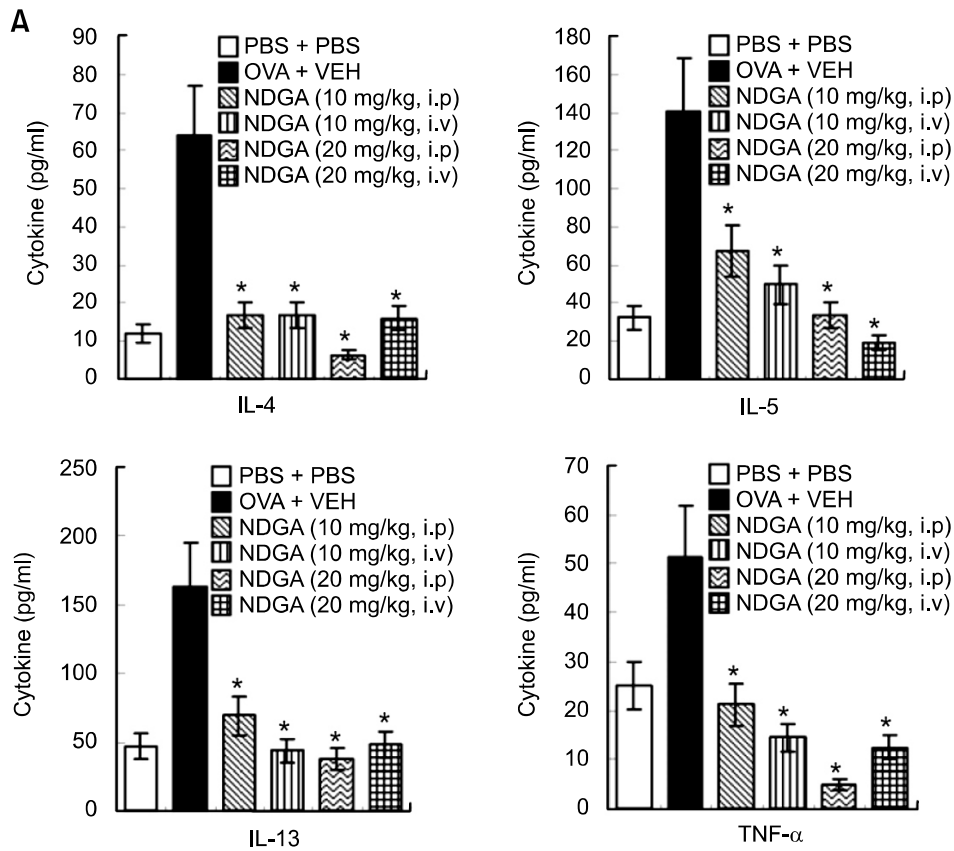 A
Cytokine (pg/ml)
90
80
70
60
50
40
30
20
10
0
PBS + PBS
OVA + VEH
NDGA (10 mg/kg, i.p)
NDGA (10 mg/kg, i.v)
NDGA (20 mg/kg, i.p)
NDGA (20 mg/kg, i.v)
* * * *
IL-4
Cytokine (pg/ml)
180
160
140
120
100
80
60
40
20
0
PBS + PBS
OVA + VEH
NDGA (10 mg/kg, i.p)
NDGA (10 mg/kg, i.v)
NDGA (20 mg/kg, i.p)
NDGA (20 mg/kg, i.v)
* * * *
IL-5
Cytokine (pg/ml)
250
200
150
100
50
0
PBS + PBS
OVA + VEH
NDGA (10 mg/kg, i.p)
NDGA (10 mg/kg, i.v)
NDGA (20 mg/kg, i.p)
NDGA (20 mg/kg, i.v)
* * * *
IL-13
Cytokine (pg/ml)
70
60
50
40
30
20
10
0
PBS + PBS
OVA + VEH
NDGA (10 mg/kg, i.p)
NDGA (10 mg/kg, i.v)
NDGA (20 mg/kg, i.p)
NDGA (20 mg/kg, i.v)
* * * *
TNF-α